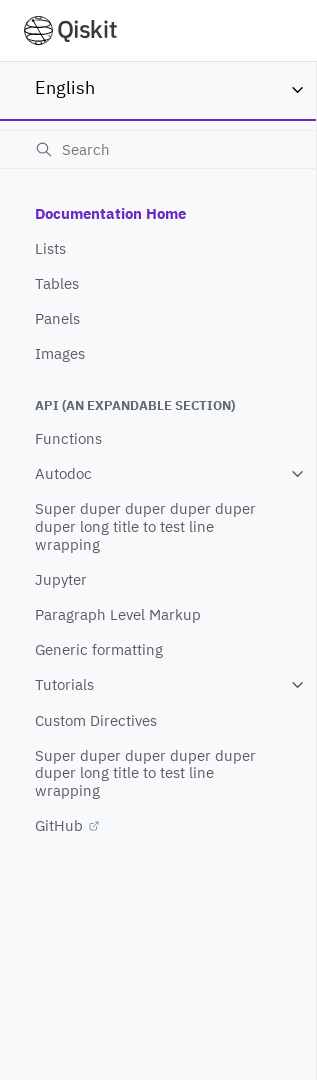 Qiskit
English
Search
Documentation Home
Lists
Tables
Panels
Images
API (AN EXPANDABLE SECTION)
Functions
Autodoc
Super duper duper duper duper
duper long title to test line
wrapping
Jupyter
Paragraph Level Markup
Generic formatting
Tutorials
Custom Directives
Super duper duper duper duper
duper long title to test line
wrapping
GitHub